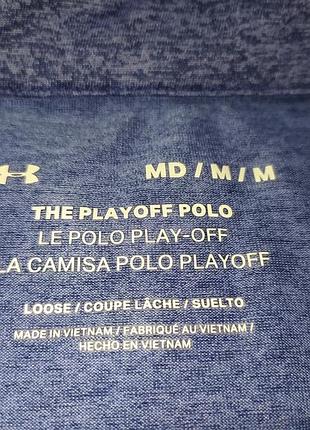 MD / M / M
THE PLAYOFF POLO
LE POLO PLAY-OFF
LA CAMISA POLO PLAYOFF
LOOSE / COUPE LÂCHE / SUELTO
MADE IN VIETNAM / FABRIQUÉ AU VIETNAM /
HECHO EN VIETNAM